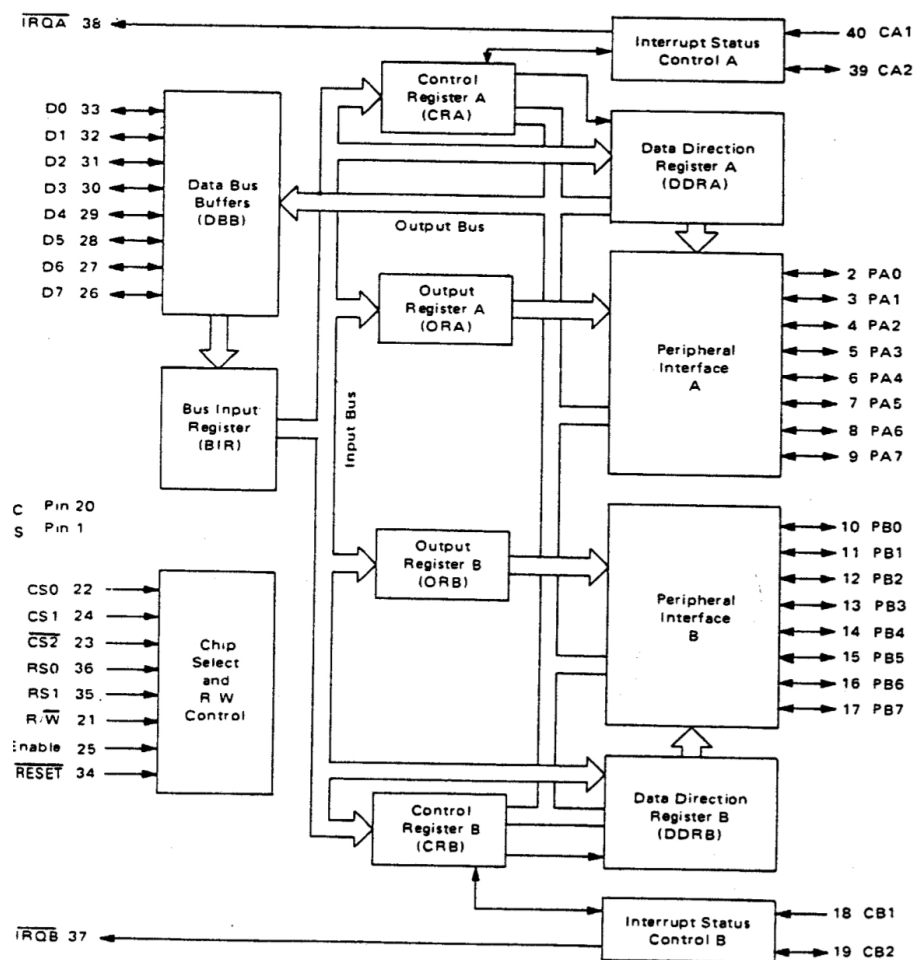 IRQA 38
Interrupt Status
Control A
40 CA1
39 CA2
Control
Register A
(CRA)
D0 33
D1 32
D2 31
D3 30
D4 29
D5 28
D6 27
D7 26
Data Bus
Buffers
(DBB)
Data Direction
Register A
(DDRA)
Output Bus
Output
Register A
(ORA)
Peripheral
Interface
A
2 PA0
3 PA1
4 PA2
5 PA3
6 PA4
7 PA5
8 PA6
9 PA7
Bus Input
Register
(BIR)
Input Bus
C Pin 20
S Pin 1
Output
Register B
(ORB)
Peripheral
Interface
B
10 PB0
11 PB1
12 PB2
13 PB3
14 PB4
15 PB5
16 PB6
17 PB7
CS0 22
CS1 24
CS2 23
RS0 36
RS1 35
R/W 21
Enable 25
RESET 34
Chip
Select
and
R W
Control
Control
Register B
(CRB)
Data Direction
Register B
(DDRB)
Interrupt Status
Control B
18 CB1
19 CB2
IRQB 37